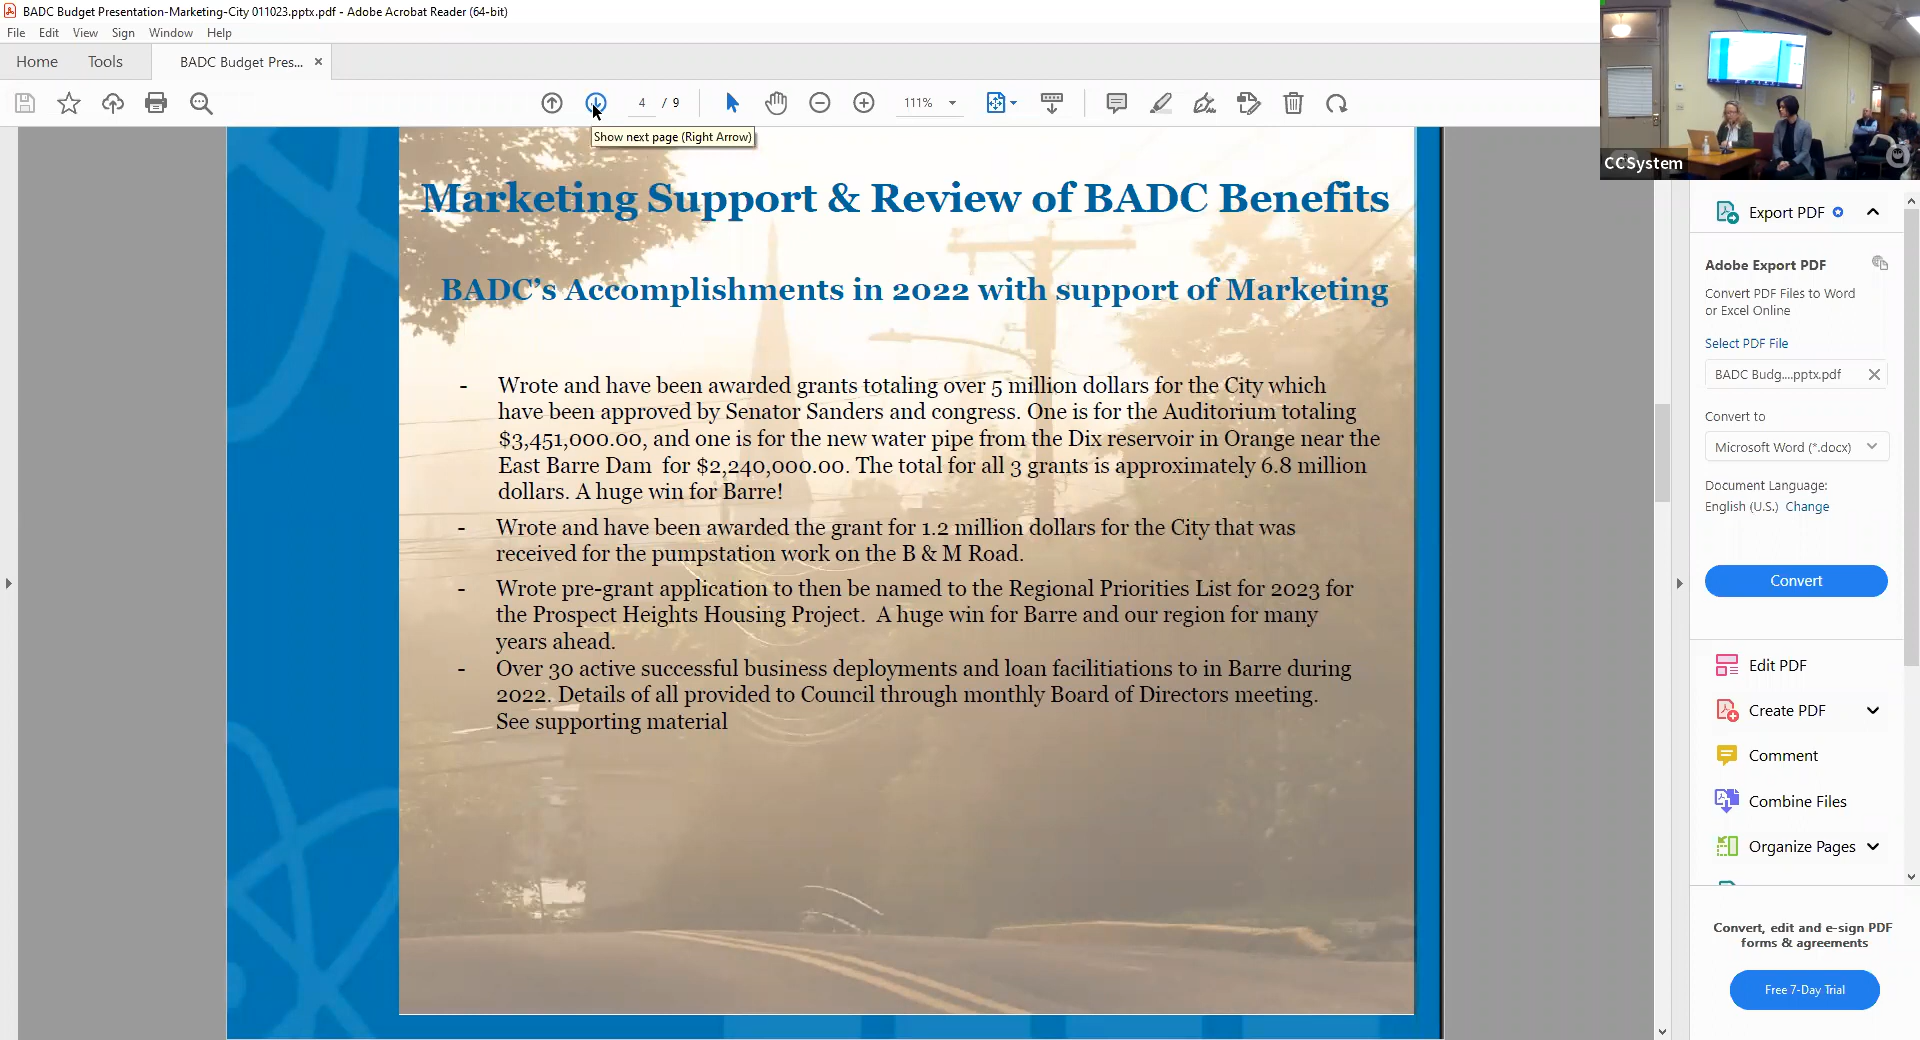 BADC Budget Presentation-Marketing-City 011023.pptx.pdf - Adobe Acrobat Reader (64-bit)
File Edit View Sign Window Help
Home Tools BADC Budget Pres... ×
4 / 9 111%
Show next page (Right Arrow)
CCSystem
Marketing Support & Review of BADC Benefits
BADC's Accomplishments in 2022 with support of Marketing
- Wrote and have been awarded grants totaling over 5 million dollars for the City which
have been approved by Senator Sanders and congress. One is for the Auditorium totaling
$3,451,000.00, and one is for the new water pipe from the Dix reservoir in Orange near the
East Barre Dam for $2,240,000.00. The total for all 3 grants is approximately 6.8 million
dollars. A huge win for Barre!
- Wrote and have been awarded the grant for 1.2 million dollars for the City that was
received for the pumpstation work on the B & M Road.
- Wrote pre-grant application to then be named to the Regional Priorities List for 2023 for
the Prospect Heights Housing Project. A huge win for Barre and our region for many
years ahead.
- Over 30 active successful business deployments and loan facilitiations to in Barre during
2022. Details of all provided to Council through monthly Board of Directors meeting.
See supporting material
Export PDF
Adobe Export PDF
Convert PDF Files to Word
or Excel Online
Select PDF File
BADC Budg....pptx.pdf
Convert to
Microsoft Word (*.docx)
Document Language:
English (U.S.) Change
Convert
Edit PDF
Create PDF
Comment
Combine Files
Organize Pages
Convert, edit and e-sign PDF
forms & agreements
Free 7-Day Trial